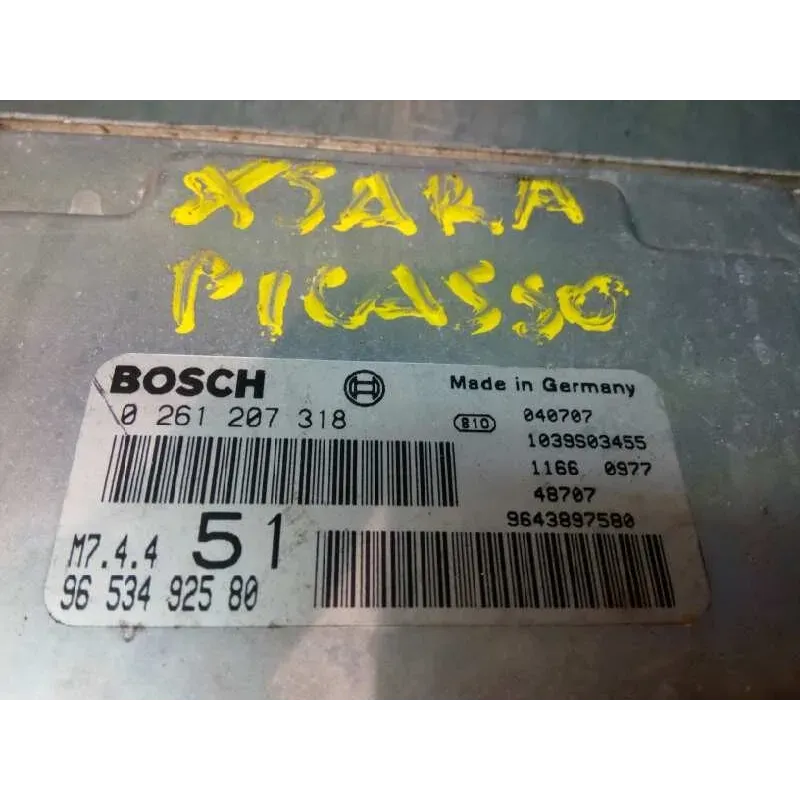 XSARA
PICASSO
BOSCH
Made in Germany
0 261 207 318
810
040707
1039S03455
1166 0977
48707
9643897580
M7.4.4
51
96 534 925 80